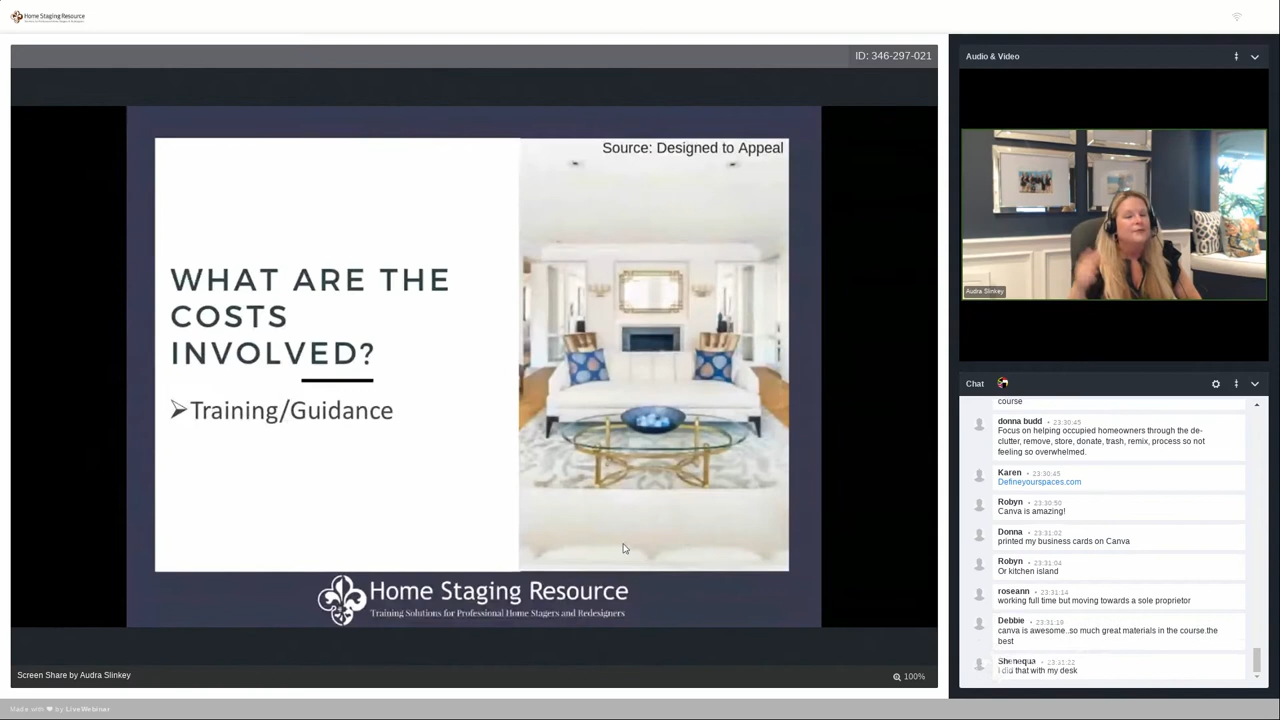 Home Staging Resource
ID: 346-297-021
Source: Designed to Appeal
WHAT ARE THE
COSTS
INVOLVED?
➢Training/Guidance
Home Staging Resource
Training Solutions for Professional Home Stagers and Redesigners
Screen Share by Audra Slinkey
100%
Audio & Video
Audra Slinkey
Chat
course
donna budd • 23:30:45
Focus on helping occupied homeowners through the de-
clutter, remove, store, donate, trash, remix, process so not
feeling so overwhelmed.
Karen • 23:30:45
Defineyourspaces.com
Robyn • 23:30:50
Canva is amazing!
Donna • 23:31:02
printed my business cards on Canva
Robyn • 23:31:04
Or kitchen island
roseann • 23:31:14
working full time but moving towards a sole proprietor
Debbie • 23:31:19
canva is awesome..so much great materials in the course.the
best
Shenequa • 23:31:22
I did that with my desk
Made with ❤ by LiveWebinar